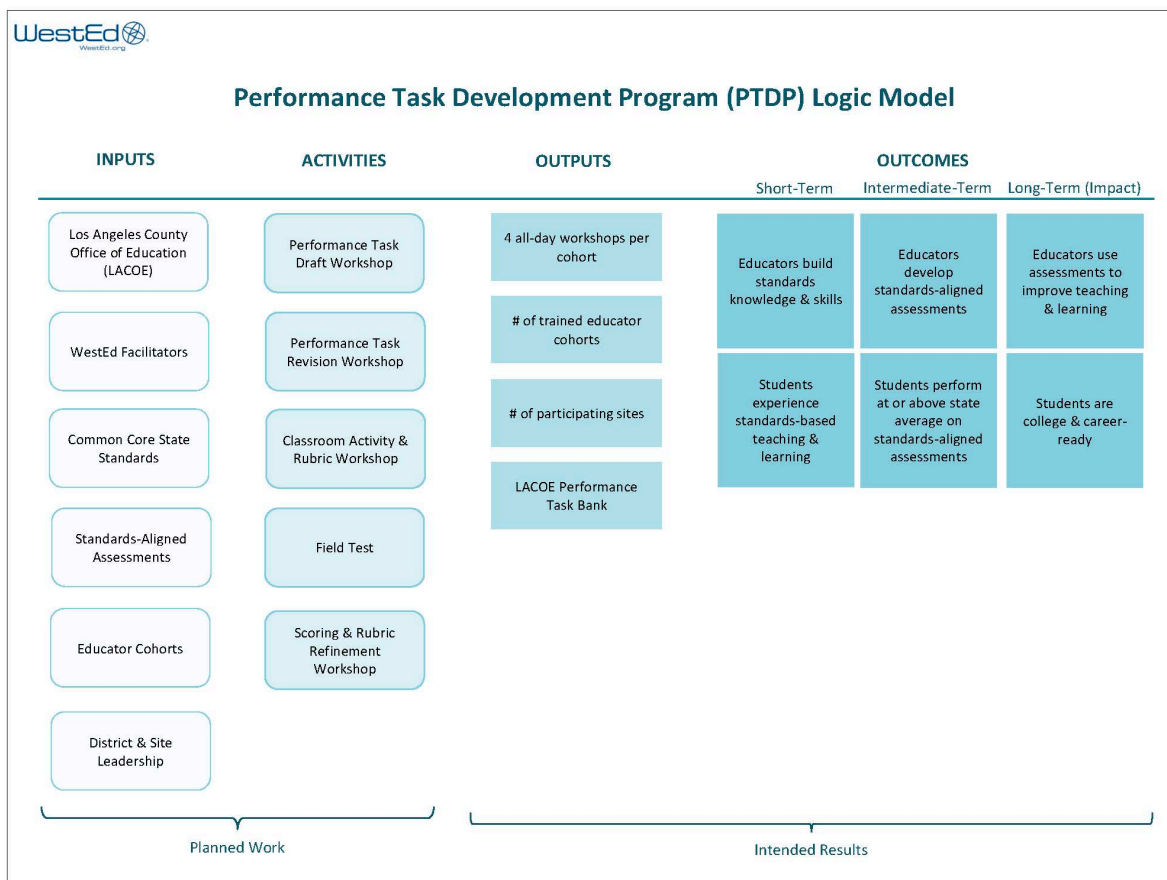 WestEd
WestEd.org
Performance Task Development Program (PTDP) Logic Model
INPUTS
ACTIVITIES
OUTPUTS
OUTCOMES
Short-Term
Intermediate-Term
Long-Term (Impact)
Los Angeles County
Office of Education
(LACOE)
WestEd Facilitators
Common Core State
Standards
Standards-Aligned
Assessments
Educator Cohorts
District & Site
Leadership
Performance Task
Draft Workshop
Performance Task
Revision Workshop
Classroom Activity &
Rubric Workshop
Field Test
Scoring & Rubric
Refinement
Workshop
4 all-day workshops per
cohort
# of trained educator
cohorts
# of participating sites
LACOE Performance
Task Bank
Educators build
standards
knowledge & skills
Educators
develop
standards-aligned
assessments
Educators use
assessments to
improve teaching
& learning
Students
experience
standards-based
teaching &
learning
Students perform
at or above state
average on
standards-aligned
assessments
Students are
college & career-
ready
Planned Work
Intended Results